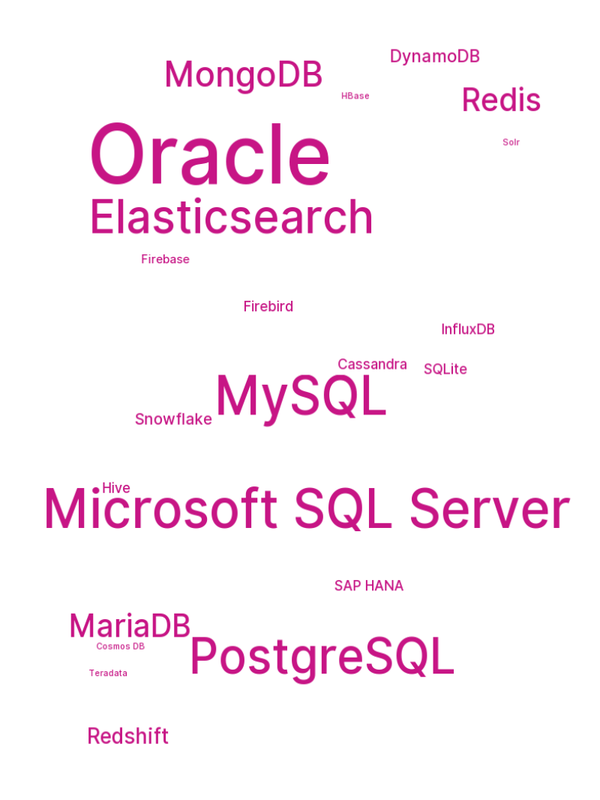 DynamoDB
MongoDB
HBase
Redis
Solr
Oracle
Elasticsearch
Firebase
Firebird
InfluxDB
Cassandra
SQLite
MySQL
Snowflake
Hive
Microsoft SQL Server
SAP HANA
MariaDB
Cosmos DB
PostgreSQL
Teradata
Redshift